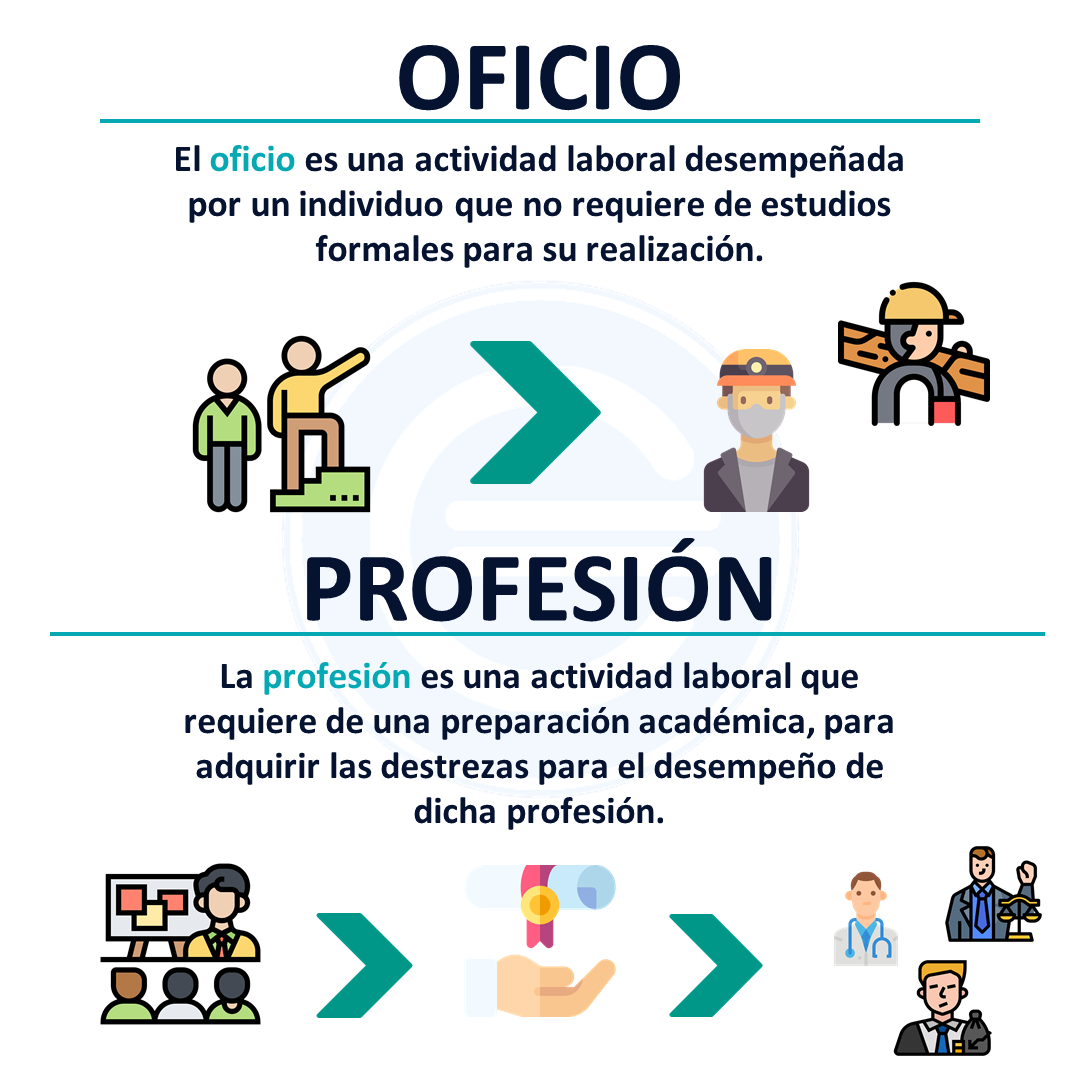 OFICIO
El oficio es una actividad laboral desempeñada
por un individuo que no requiere de estudios
formales para su realización.
PROFESIÓN
La profesión es una actividad laboral que
requiere de una preparación académica, para
adquirir las destrezas para el desempeño de
dicha profesión.